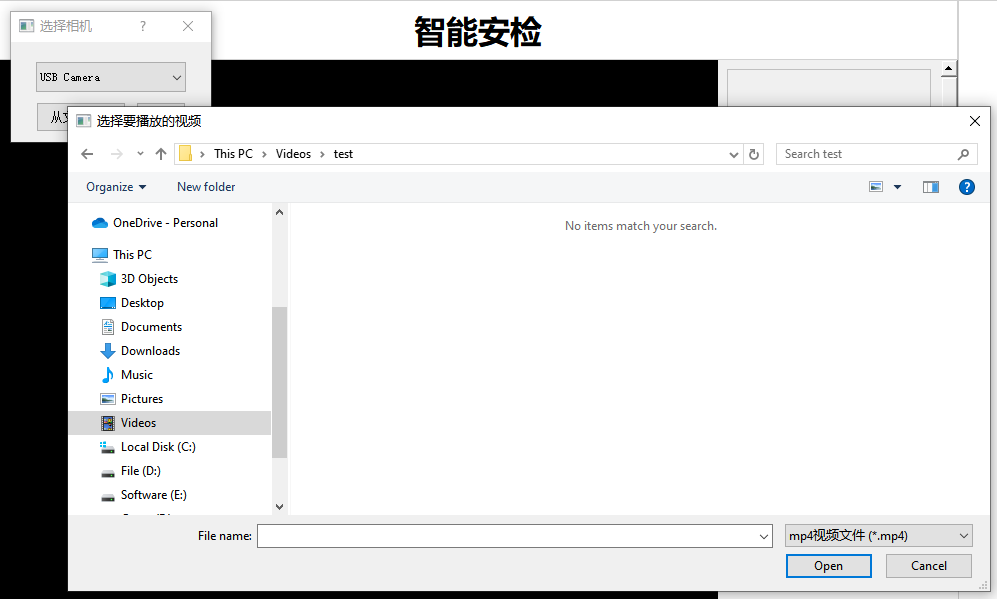 选择相机
智能安检
USB Camera
从
选择要播放的视频
This PC
Videos
test
Search test
Organize
New folder
OneDrive - Personal
No items match your search.
This PC
3D Objects
Desktop
Documents
Downloads
Music
Pictures
Videos
Local Disk (C:)
File (D:)
Software (E:)
File name:
mp4视频文件 (*.mp4)
Open
Cancel